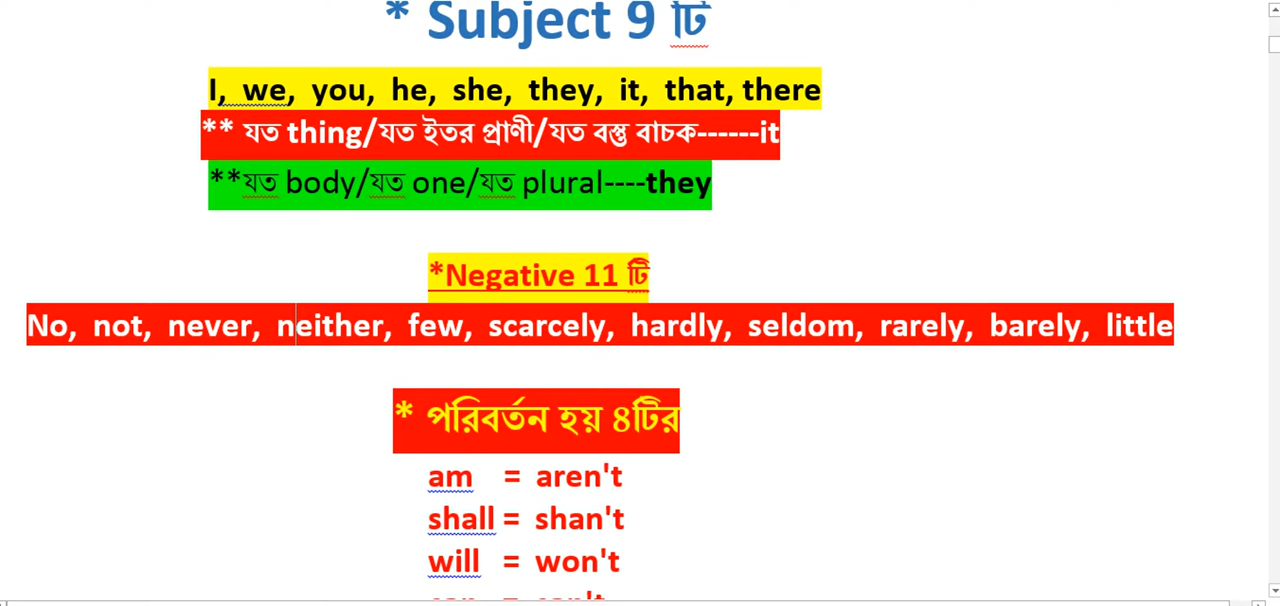 * Subject 9 টি
I, we, you, he, she, they, it, that, there
** যত thing/যত ইতর প্রাণী/যত বস্তু বাচক------it
**যত body/যত one/যত plural----they
*Negative 11 টি
No, not, never, neither, few, scarcely, hardly, seldom, rarely, barely, little
* পরিবর্তন হয় 8টির
am = aren't
shall = shan't
will = won't